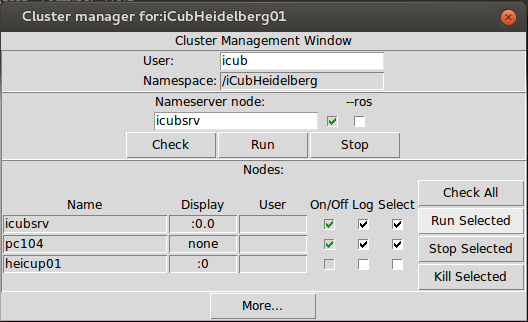 Cluster manager for:iCubHeidelberg01
Cluster Management Window
User: icub
Namespace: /iCubHeidelberg
Nameserver node: --ros
icubsrv
Check Run Stop
Nodes:
Name Display User On/Off Log Select
icubsrv :0.0
pc104 none
heicup01 :0
Check All
Run Selected
Stop Selected
Kill Selected
More...